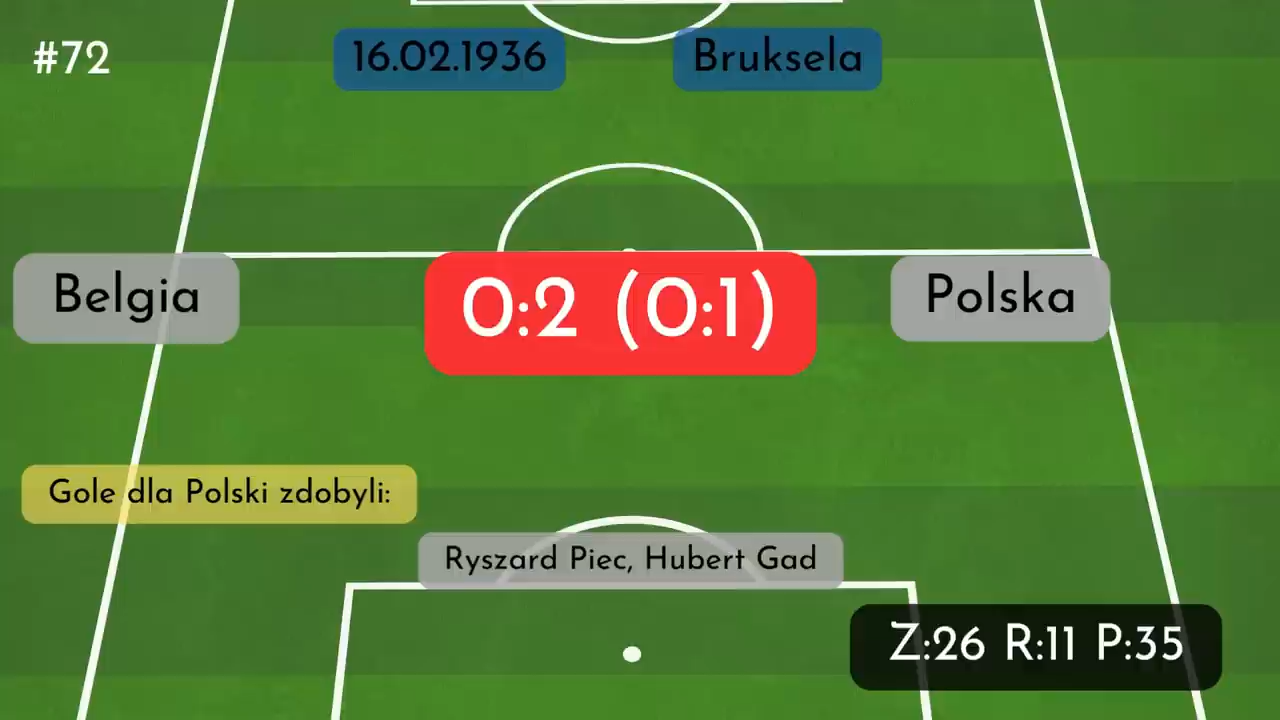 #72
16.02.1936
Bruksela
Belgia
0:2 (0:1)
Polska
Gole dla Polski zdobyli:
Ryszard Piec, Hubert Gad
Z:26 R:11 P:35